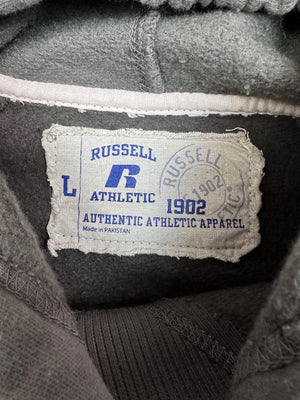 RUSSELL
R
L
ATHLETIC
1902
AUTHENTIC ATHLETIC APPAREL
Made in PAKISTAN
RUSSELL
1902